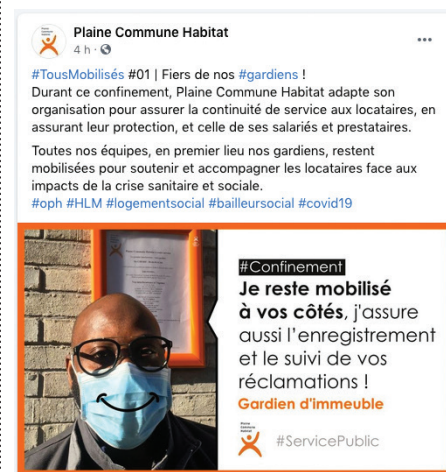 Plaine Commune Habitat
4 h ·
#TousMobilisés #01 | Fiers de nos #gardiens !
Durant ce confinement, Plaine Commune Habitat adapte son
organisation pour assurer la continuité de service aux locataires, en
assurant leur protection, et celle de ses salariés et prestataires.
Toutes nos équipes, en premier lieu nos gardiens, restent
mobilisées pour soutenir et accompagner les locataires face aux
impacts de la crise sanitaire et sociale.
#oph #HLM #logementsocial #bailleursocial #covid19
#Confinement
Je reste mobilisé
à vos côtés, j'assure
aussi l'enregistrement
et le suivi de vos
réclamations !
Gardien d'immeuble
Plaine
Commune
Habitat
#ServicePublic